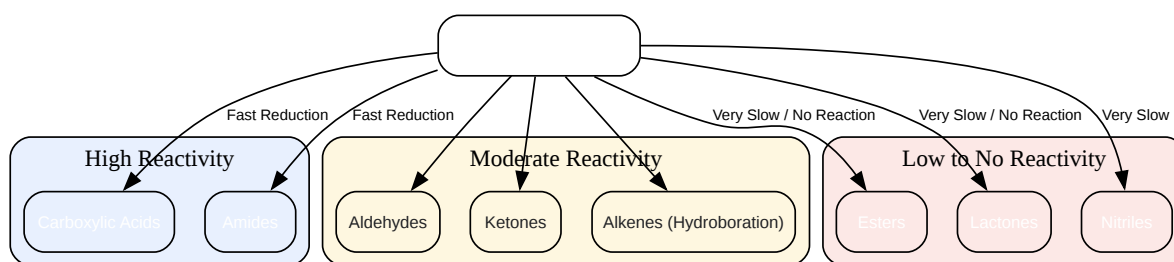 Fast Reduction
Fast Reduction
Very Slow / No Reaction
Very Slow / No Reaction
Very Slow
High Reactivity
Moderate Reactivity
Low to No Reactivity
Carboxylic Acids
Amides
Aldehydes
Ketones
Alkenes (Hydroboration)
Esters
Lactones
Nitriles